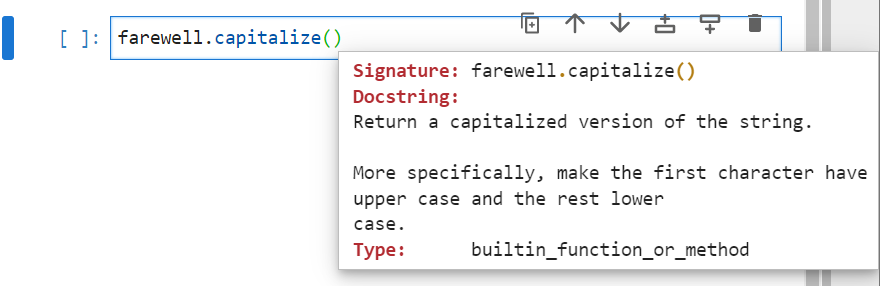 [ ]: farewell.capitalize()
Signature: farewell.capitalize()
Docstring:
Return a capitalized version of the string.
More specifically, make the first character have
upper case and the rest lower
case.
Type: builtin_function_or_method